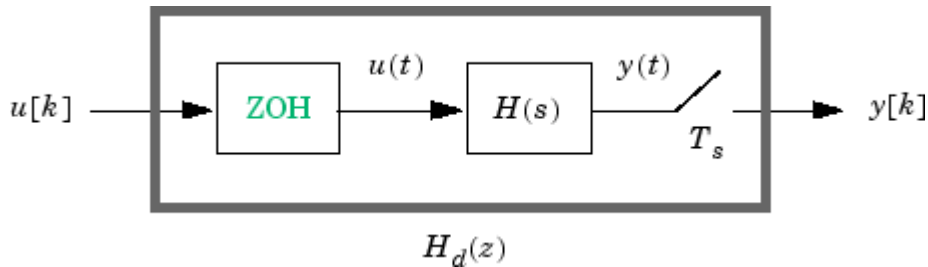 u(t) y(t)
u[k] ZOH H(s) y[k]
T_s
H_d(z)